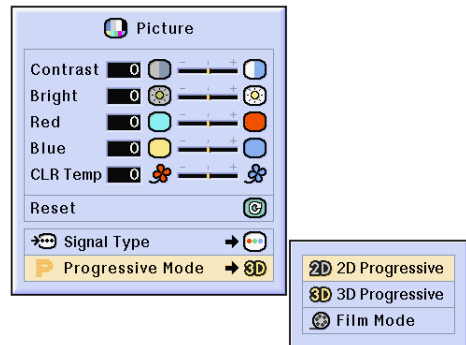 Picture
Contrast 0 - +
Bright 0 - +
Red 0 - +
Blue 0 - +
CLR Temp 0 - +
Reset
Signal Type
P Progressive Mode 3D
2D 2D Progressive
3D 3D Progressive
Film Mode